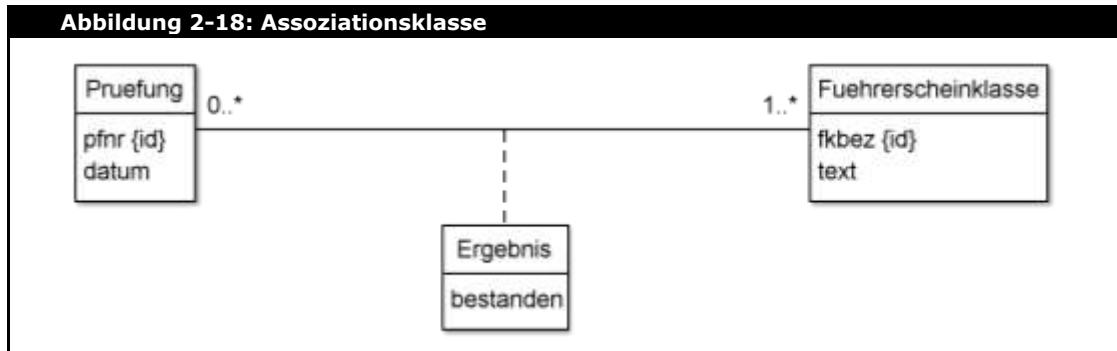 Abbildung 2-18: Assoziationsklasse
Pruefung
0..*
1..*
Fuehrerscheinklasse
pfnr {id}
datum
fkbez {id}
text
Ergebnis
bestanden